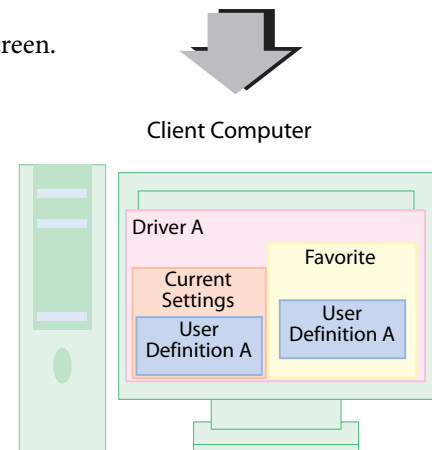 reen.
Client Computer
Driver A
Favorite
Current
Settings
User
Definition A
User
Definition A